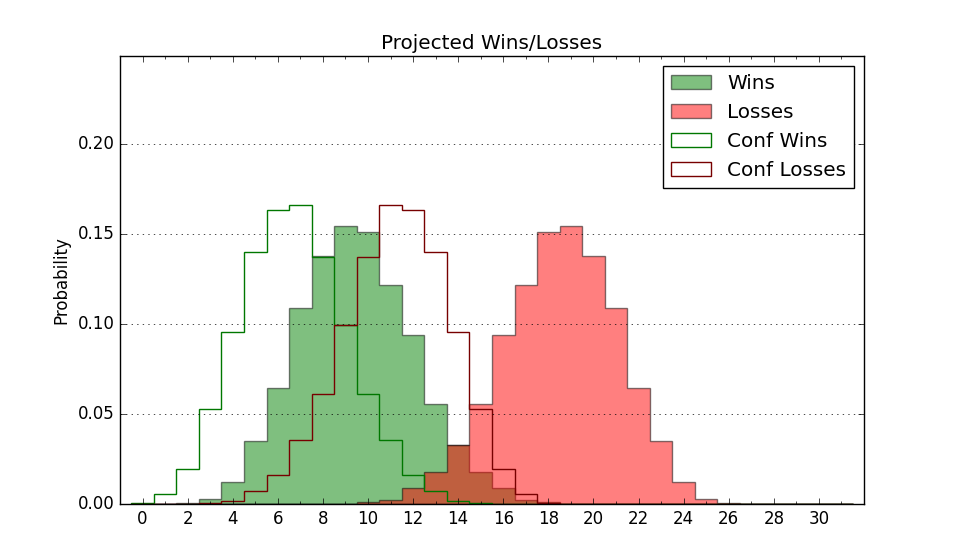 Projected Wins/Losses
Wins
Losses
Conf Wins
Conf Losses
Probability
0.20
0.15
0.10
0.05
0.00
0 2 4 6 8 10 12 14 16 18 20 22 24 26 28 30